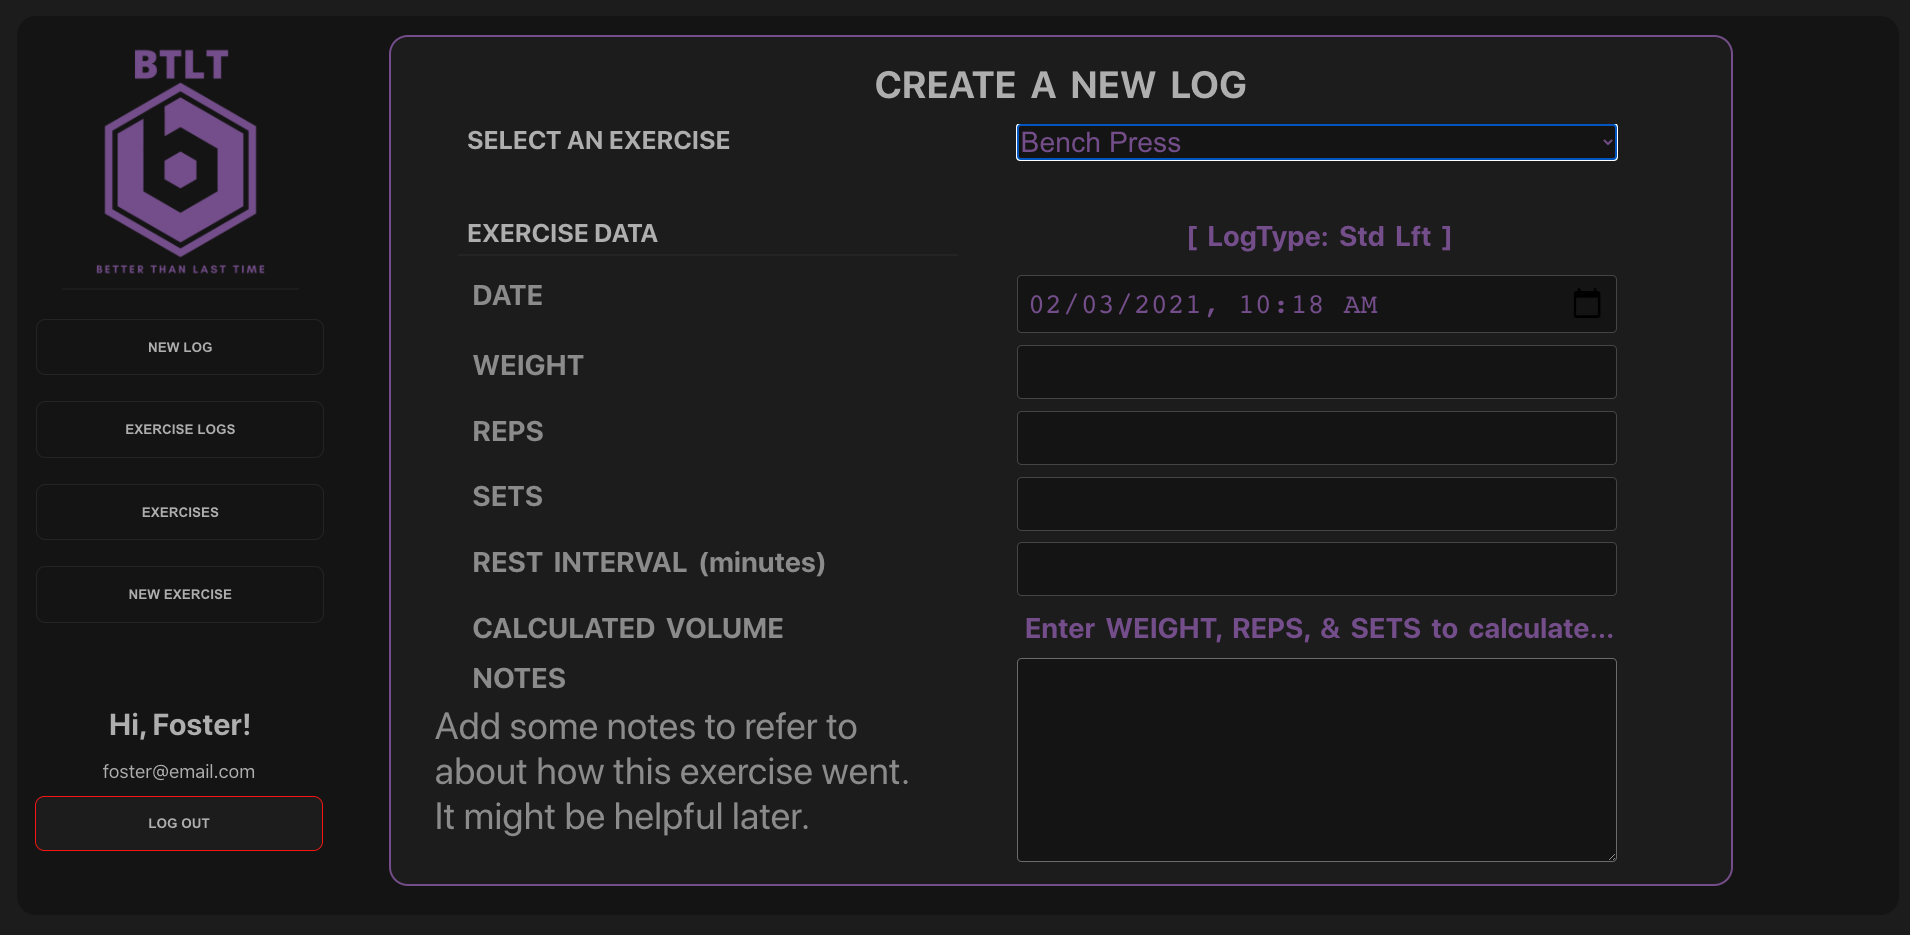 BTLT
BETTER THAN LAST TIME
NEW LOG
EXERCISE LOGS
EXERCISES
NEW EXERCISE
Hi, Foster!
foster@email.com
LOG OUT
CREATE A NEW LOG
SELECT AN EXERCISE
Bench Press
EXERCISE DATA
[ LogType: Std Lft ]
DATE
02/03/2021, 10:18 AM
WEIGHT
REPS
SETS
REST INTERVAL (minutes)
CALCULATED VOLUME
Enter WEIGHT, REPS, & SETS to calculate...
NOTES
Add some notes to refer to
about how this exercise went.
It might be helpful later.